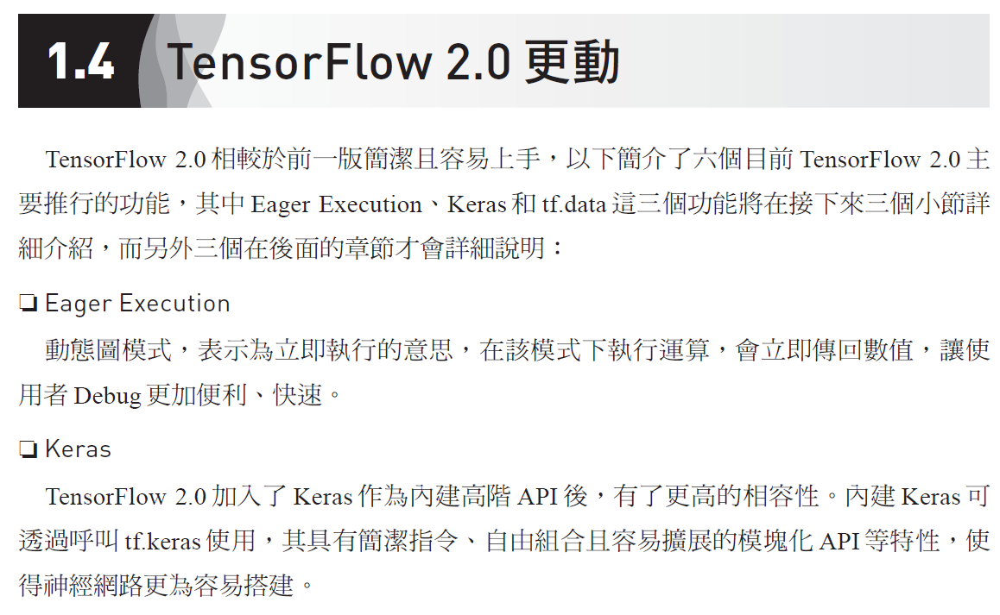 1.4 TensorFlow 2.0 更動
TensorFlow 2.0 相較於前一版簡潔且容易上手，以下簡介了六個目前 TensorFlow 2.0 主
要推行的功能，其中 Eager Execution、Keras 和 tf.data 這三個功能將在接下來三個小節詳
細介紹，而另外三個在後面的章節才會詳細說明：
❏ Eager Execution
動態圖模式，表示為立即執行的意思，在該模式下執行運算，會立即傳回數值，讓使
用者 Debug 更加便利、快速。
❏ Keras
TensorFlow 2.0 加入了 Keras 作為內建高階 API 後，有了更高的相容性。內建 Keras 可
透過呼叫 tf.keras 使用，其具有簡潔指令、自由組合且容易擴展的模塊化 API 等特性，使
得神經網路更為容易搭建。